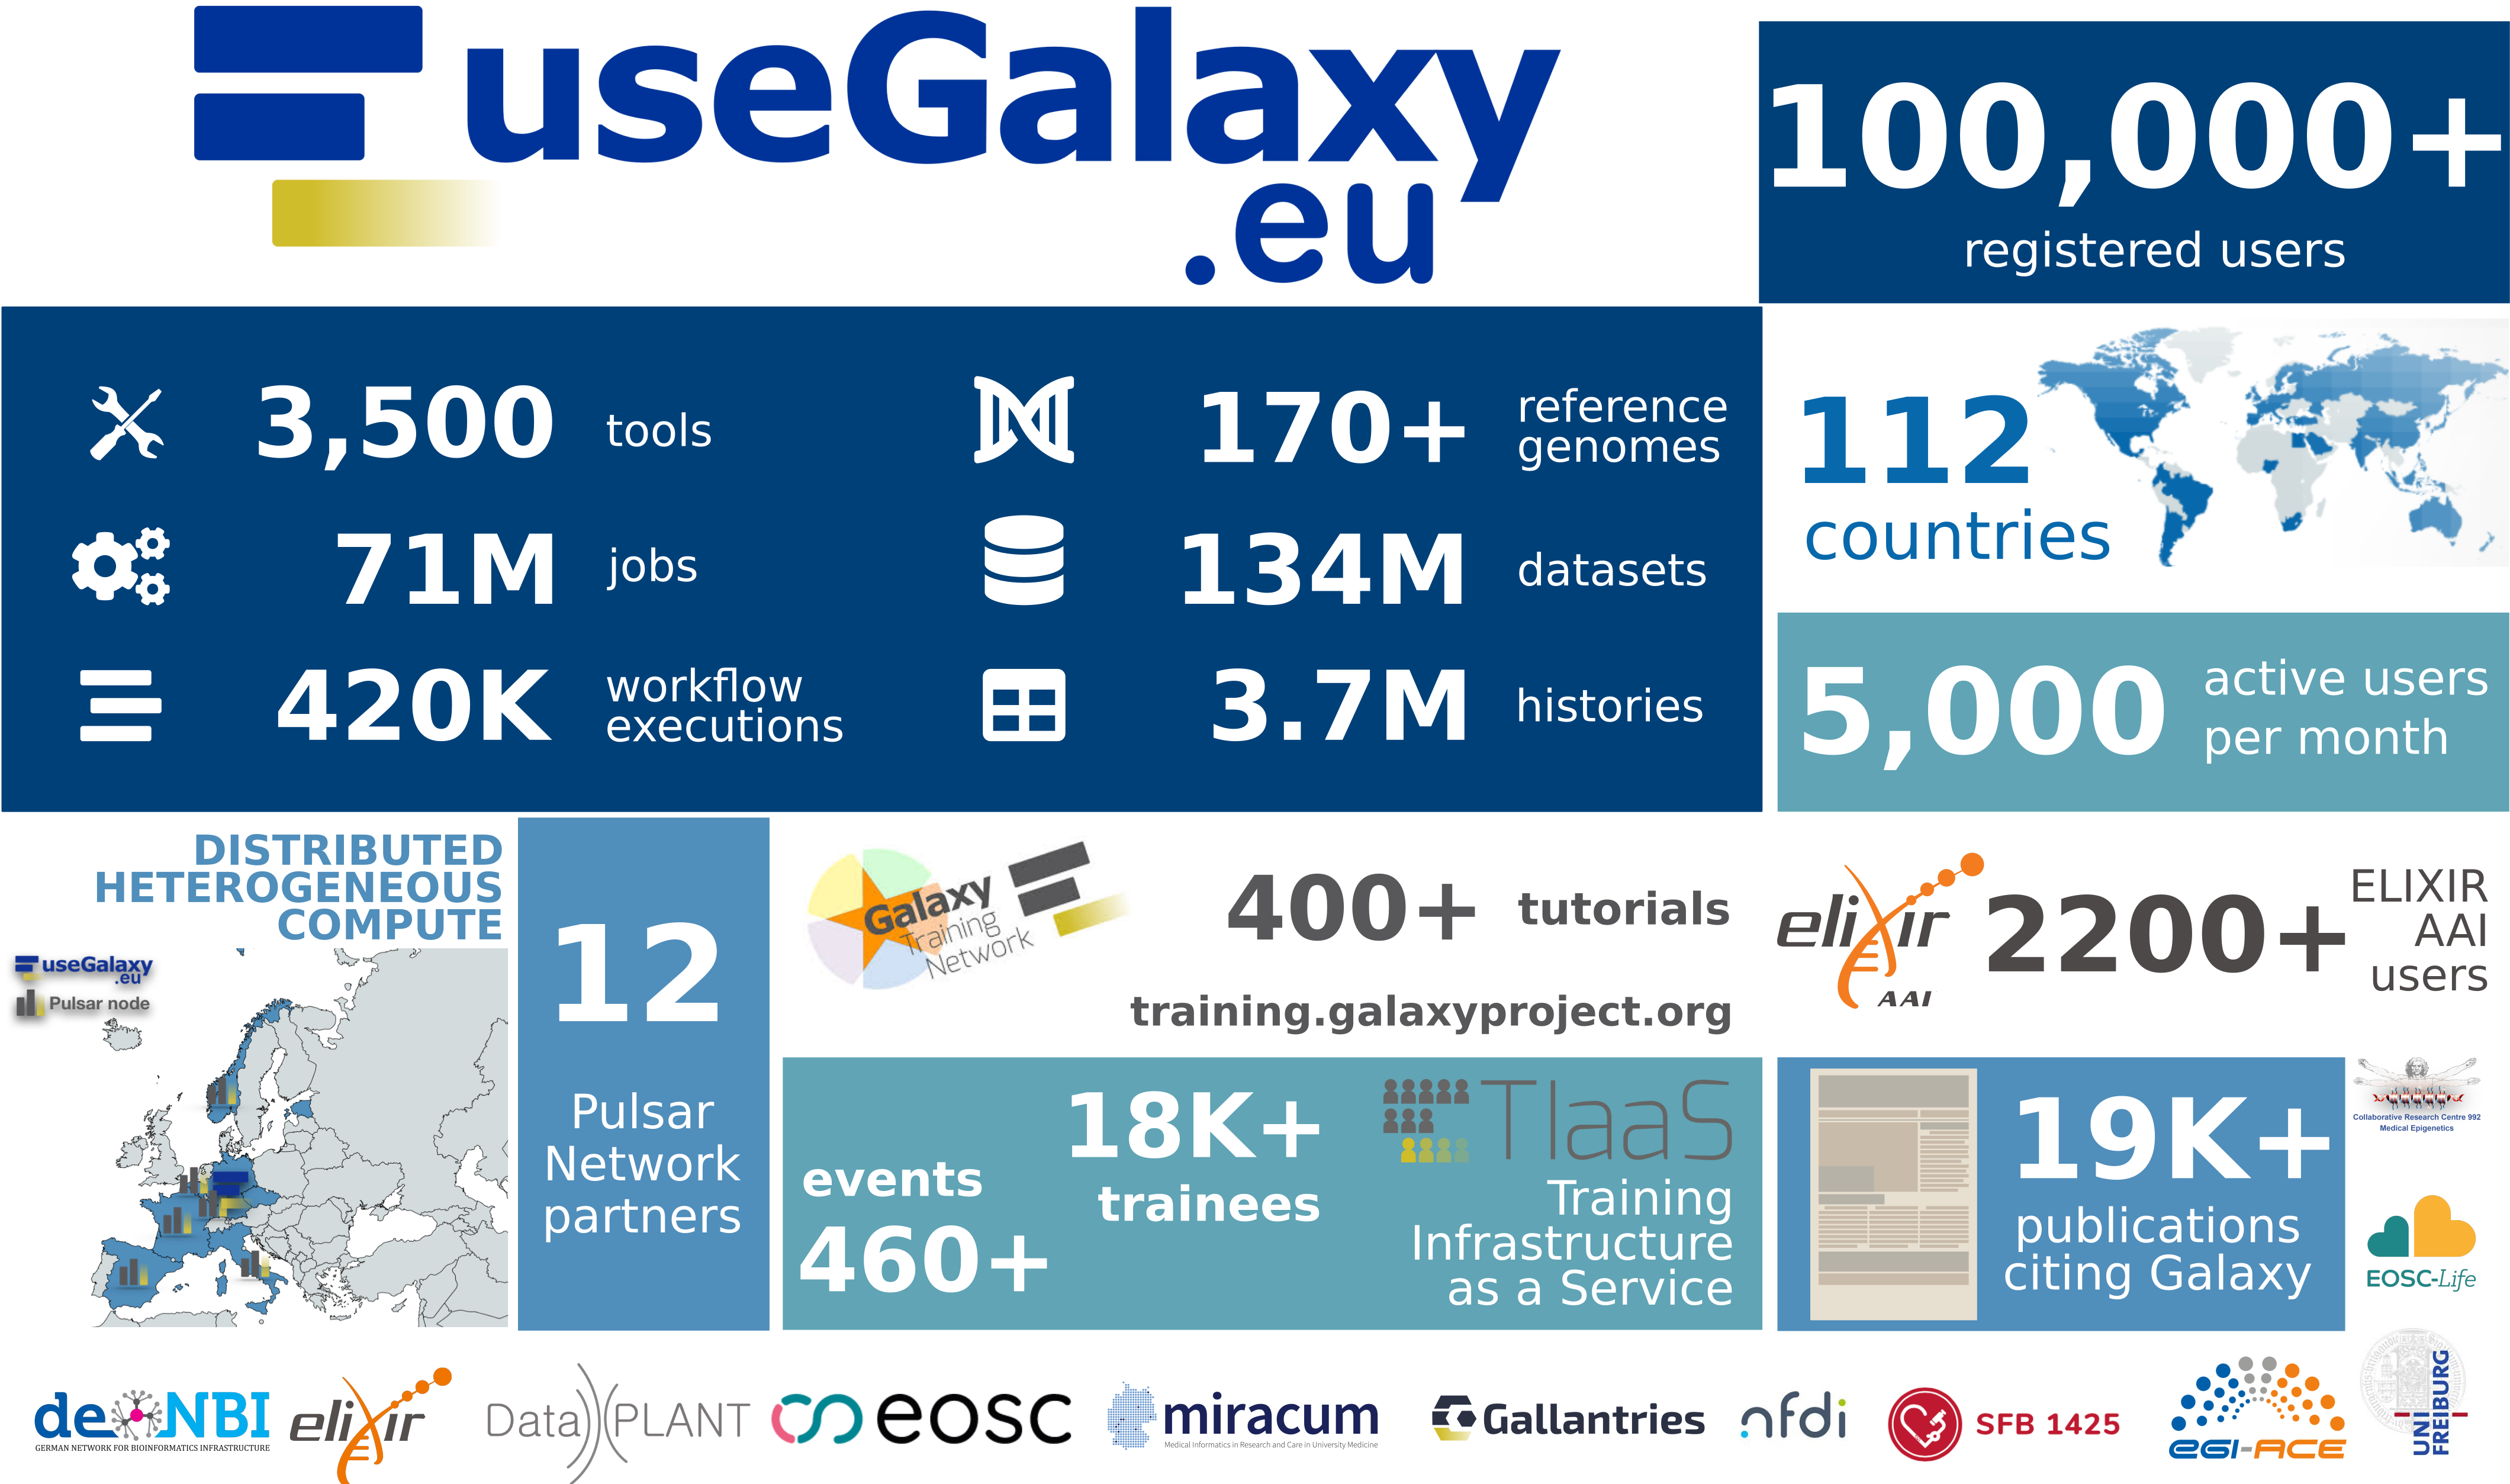 useGalaxy
.eu
100,000+
registered users
3,500 tools
170+ reference
genomes
71M jobs
134M datasets
420K workflow
executions
3.7M histories
112
countries
5,000 active users
per month
DISTRIBUTED
HETEROGENEOUS
COMPUTE
useGalaxy
.eu
Pulsar node
12
Pulsar
Network
partners
Galaxy
Training
Network
400+ tutorials
training.galaxyproject.org
elixir
AAI
2200+
ELIXIR
AAI
users
events
460+
18K+
trainees
TIaaS
Training
Infrastructure
as a Service
19K+
publications
citing Galaxy
Collaborative Research Centre 992
Medical Epigenetics
EOSC-Life
de NBI
GERMAN NETWORK FOR BIOINFORMATICS INFRASTRUCTURE
elixir
Data PLANT
eosc
miracum
Medical Informatics in Research and Care in University Medicine
Gallantries
nfdi
SFB 1425
EGI-ACE
UNI
FREIBURG